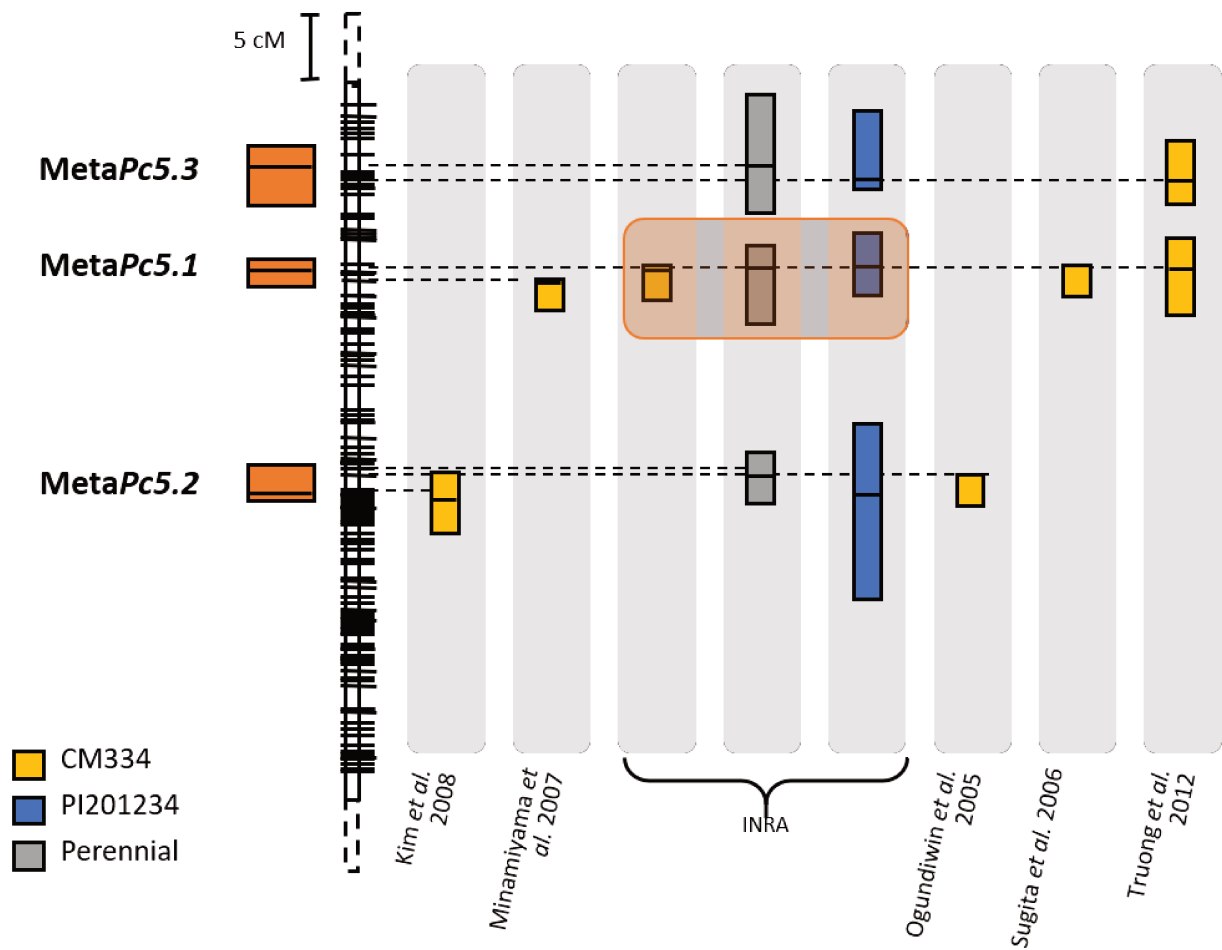 5 cM
MetaPc5.3
MetaPc5.1
MetaPc5.2
CM334
PI201234
Perennial
Kim et al.
2008
Minamiyama et
al. 2007
INRA
Ogundiwin et al.
2005
Sugita et al. 2006
Truong et al.
2012